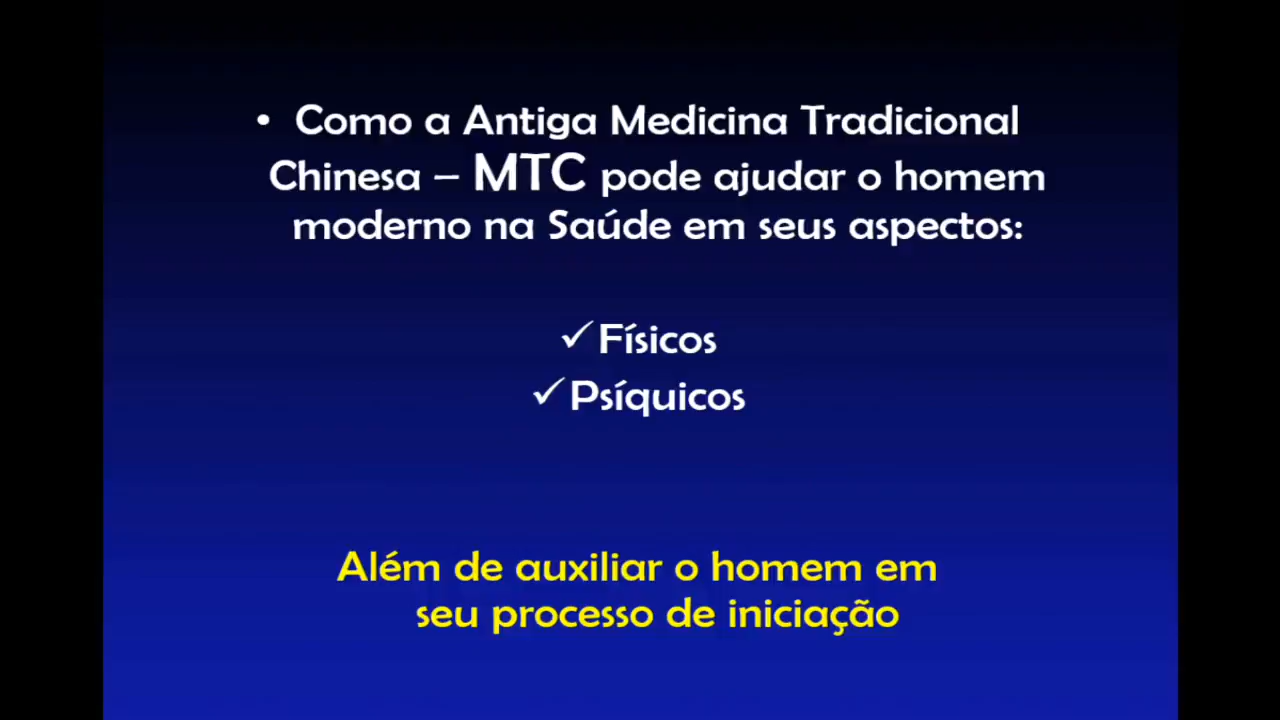 • Como a Antiga Medicina Tradicional
Chinesa – MTC pode ajudar o homem
moderno na Saúde em seus aspectos:
✓Físicos
✓Psíquicos
Além de auxiliar o homem em
seu processo de iniciação